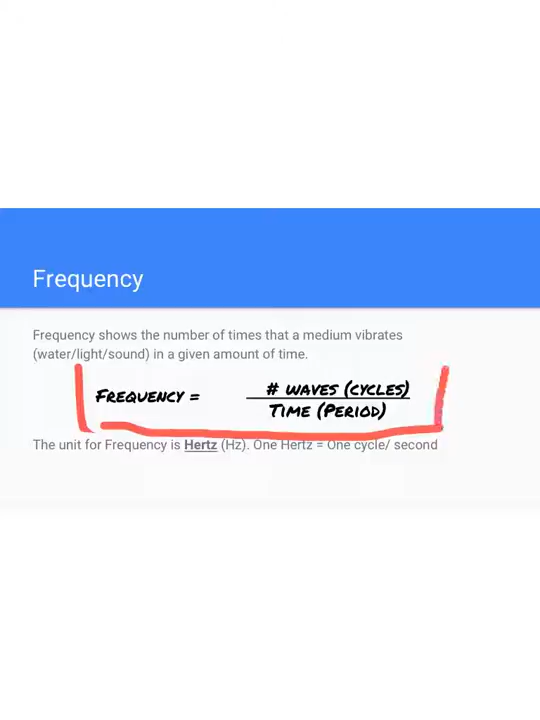 Frequency
Frequency shows the number of times that a medium vibrates
(water/light/sound) in a given amount of time.
Frequency = # waves (cycles)
Time (Period)
The unit for Frequency is Hertz (Hz). One Hertz = One cycle/ second